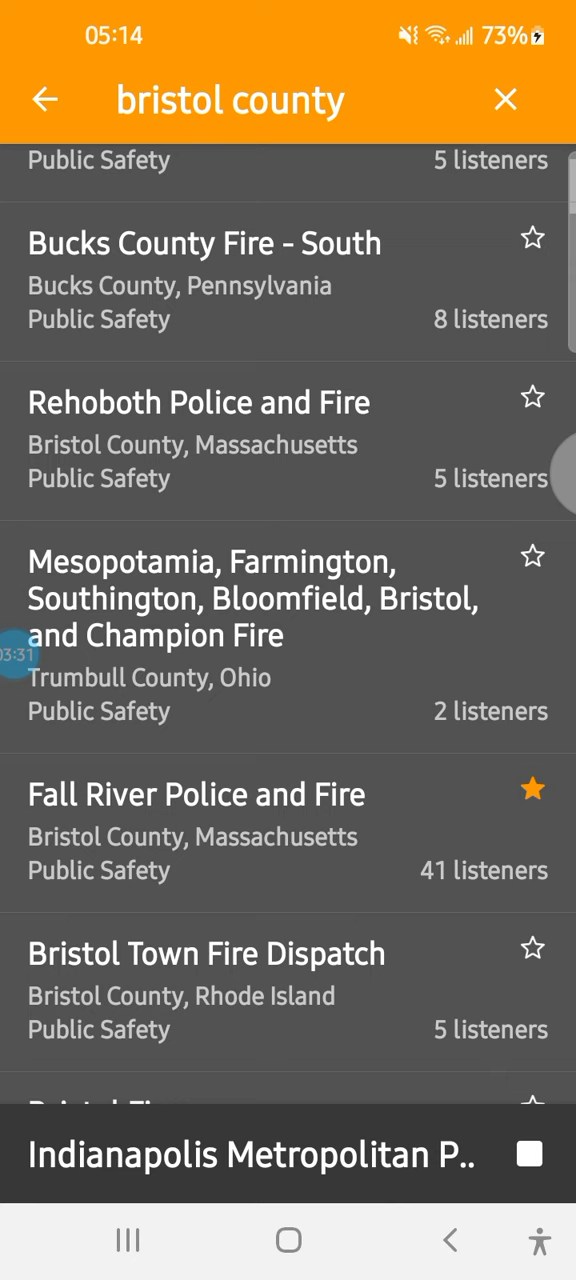 05:14
73%
bristol county
Public Safety 5 listeners
Bucks County Fire - South
Bucks County, Pennsylvania
Public Safety 8 listeners
Rehoboth Police and Fire
Bristol County, Massachusetts
Public Safety 5 listeners
Mesopotamia, Farmington,
Southington, Bloomfield, Bristol,
and Champion Fire
03:31
Trumbull County, Ohio
Public Safety 2 listeners
Fall River Police and Fire
Bristol County, Massachusetts
Public Safety 41 listeners
Bristol Town Fire Dispatch
Bristol County, Rhode Island
Public Safety 5 listeners
Indianapolis Metropolitan P..